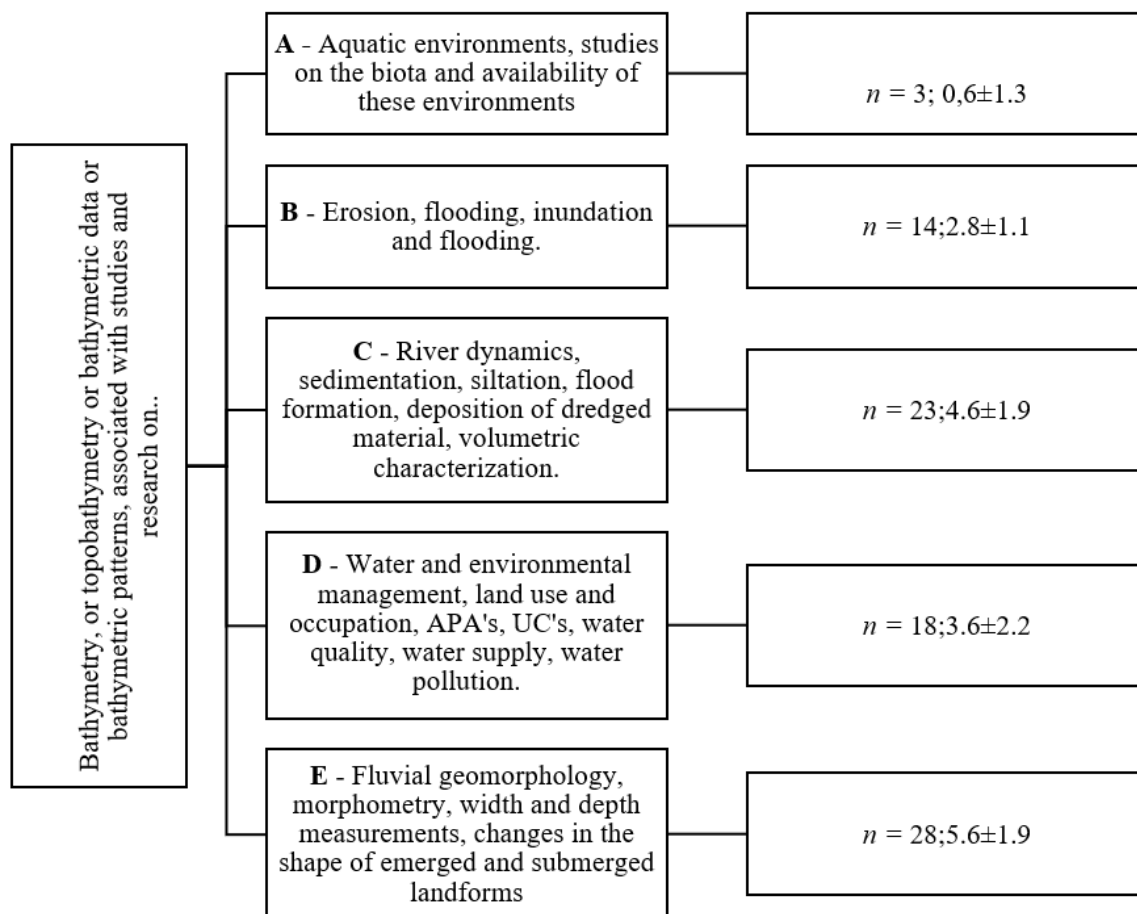 Bathymetry, or topobathymetry or bathymetric data or
bathymetric patterns, associated with studies and
research on..
A - Aquatic environments, studies
on the biota and availability of
these environments
n = 3; 0,6±1.3
B - Erosion, flooding, inundation
and flooding.
n = 14;2.8±1.1
C - River dynamics,
sedimentation, siltation, flood
formation, deposition of dredged
material, volumetric
characterization.
n = 23;4.6±1.9
D - Water and environmental
management, land use and
occupation, APA's, UC's, water
quality, water supply, water
pollution.
n = 18;3.6±2.2
E - Fluvial geomorphology,
morphometry, width and depth
measurements, changes in the
shape of emerged and submerged
landforms
n = 28;5.6±1.9